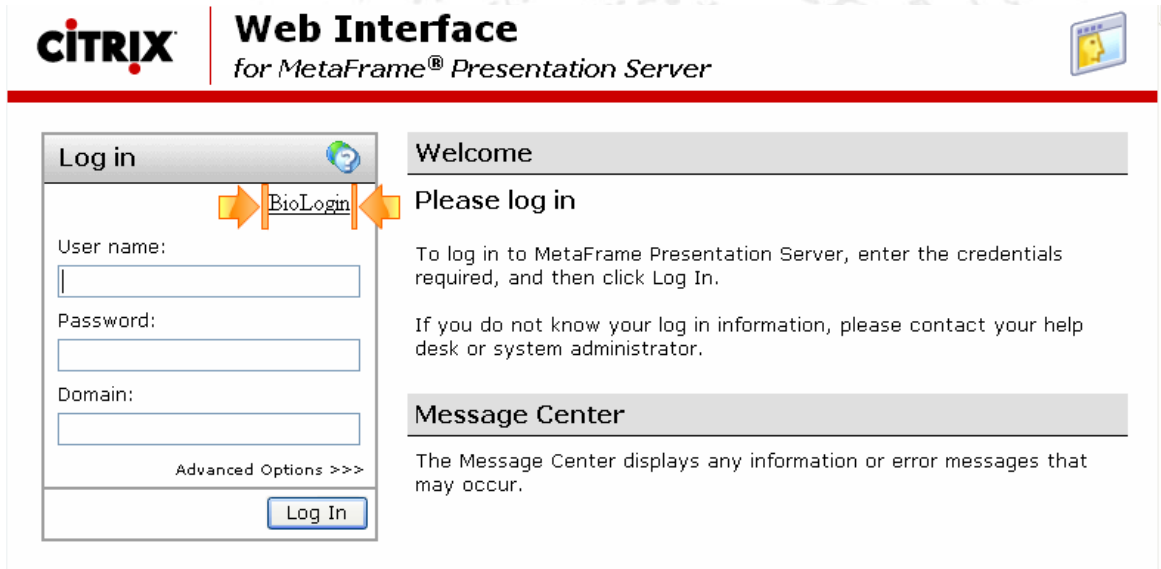 CITRIX
Web Interface
for MetaFrame® Presentation Server
Log in
BioLogin
User name:
Password:
Domain:
Advanced Options >>>
Log In
Welcome
Please log in
To log in to MetaFrame Presentation Server, enter the credentials
required, and then click Log In.
If you do not know your log in information, please contact your help
desk or system administrator.
Message Center
The Message Center displays any information or error messages that
may occur.